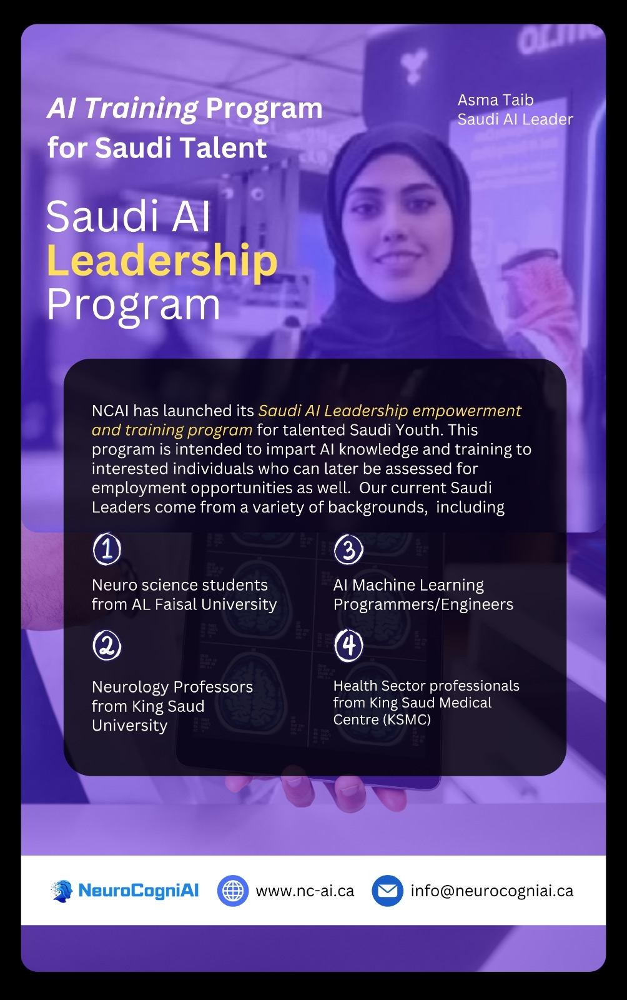 AI Training Program
for Saudi Talent
Asma Taib
Saudi AI Leader
Saudi AI
Leadership
Program
NCAI has launched its Saudi AI Leadership empowerment
and training program for talented Saudi Youth. This
program is intended to impart AI knowledge and training to
interested individuals who can later be assessed for
employment opportunities as well.  Our current Saudi
Leaders come from a variety of backgrounds,  including
1
Neuro science students
from AL Faisal University
2
Neurology Professors
from King Saud
University
3
AI Machine Learning
Programmers/Engineers
4
Health Sector professionals
from King Saud Medical
Centre (KSMC)
NeuroCogniAI
www.nc-ai.ca
info@neurocogniai.ca